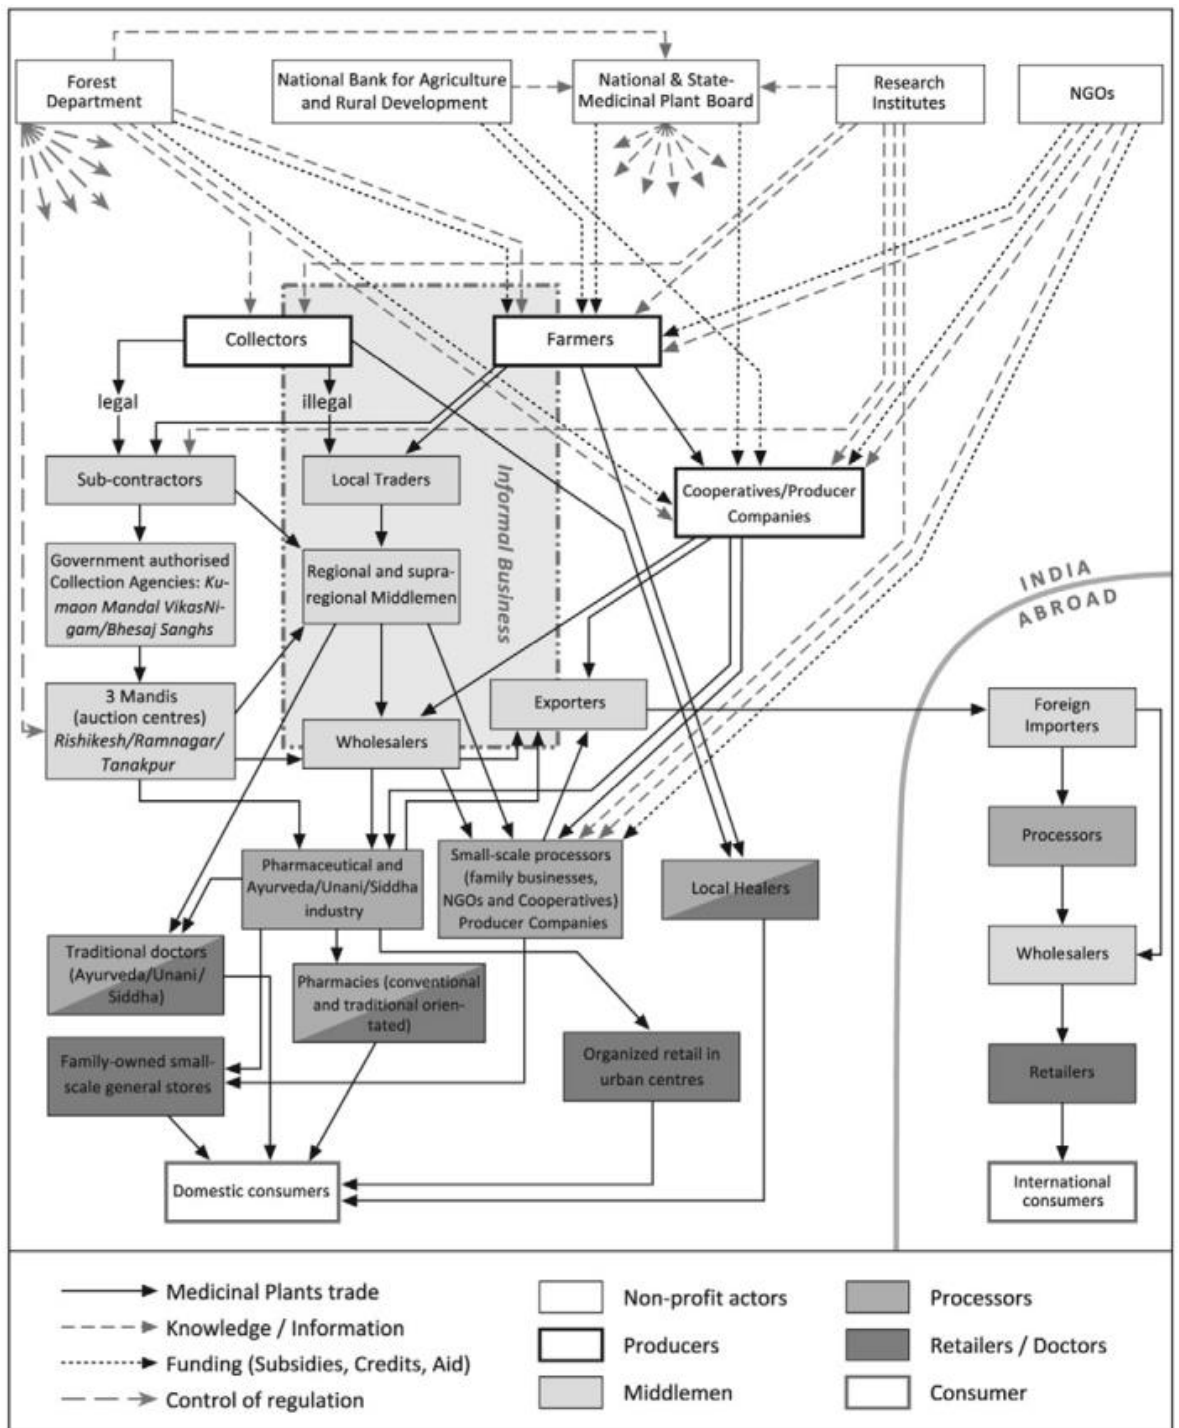 Forest
Department
National Bank for Agriculture
and Rural Development
National & State-
Medicinal Plant Board
Research
Institutes
NGOs
Collectors
Farmers
legal
illegal
Sub-contractors
Local Traders
Informal Business
Cooperatives/Producer
Companies
Government authorised
Collection Agencies: Ku-
maon Mandal VikasNi-
gam/Bhesaj Sanghs
Regional and supra-
regional Middlemen
INDIA
ABROAD
3 Mandis
(auction centres)
Rishikesh/Ramnagar/
Tanakpur
Wholesalers
Exporters
Foreign
Importers
Pharmaceutical and
Ayurveda/Unani/Siddha
industry
Small-scale processors
(family businesses,
NGOs and Cooperatives)
Producer Companies
Local Healers
Processors
Traditional doctors
(Ayurveda/Unani/
Siddha)
Pharmacies (conventional
and traditional orien-
tated)
Wholesalers
Family-owned small-
scale general stores
Organized retail in
urban centres
Retailers
Domestic consumers
International
consumers
Medicinal Plants trade
Knowledge / Information
Funding (Subsidies, Credits, Aid)
Control of regulation
Non-profit actors
Producers
Middlemen
Processors
Retailers / Doctors
Consumer